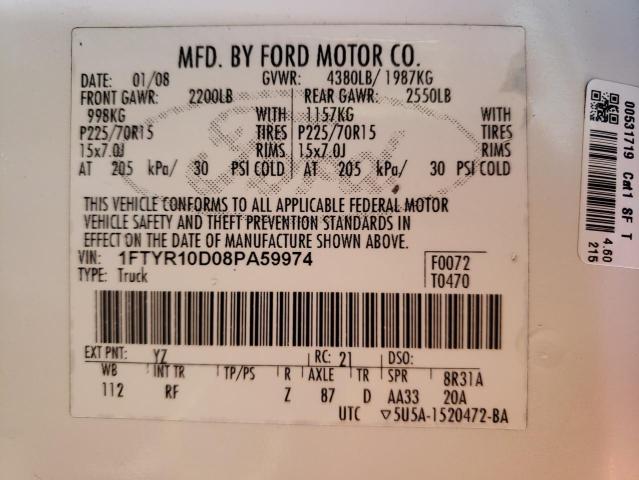 MFD. BY FORD MOTOR CO.
DATE: 01/08 GVWR: 4380LB/ 1987KG
FRONT GAWR: 2200LB REAR GAWR: 2550LB
998KG WITH 1157KG WITH
P225/70R15 TIRES P225/70R15 TIRES
15x7.0J RIMS 15x7.0J RIMS
AT 205 kPa/ 30 PSI COLD AT 205 kPa/ 30 PSI COLD
Ford
THIS VEHICLE CONFORMS TO ALL APPLICABLE FEDERAL MOTOR
VEHICLE SAFETY AND THEFT PREVENTION STANDARDS IN
EFFECT ON THE DATE OF MANUFACTURE SHOWN ABOVE.
VIN: 1FTYR10D08PA59974 F0072
TYPE: Truck T0470
EXT PNT: YZ RC: 21 DSO:
WB INT TR TP/PS R AXLE TR SPR 8R31A
112 RF Z 87 D AA33 20A
UTC ▽5U5A-1520472-BA
00531719 Cat1 8F T
4.60
215